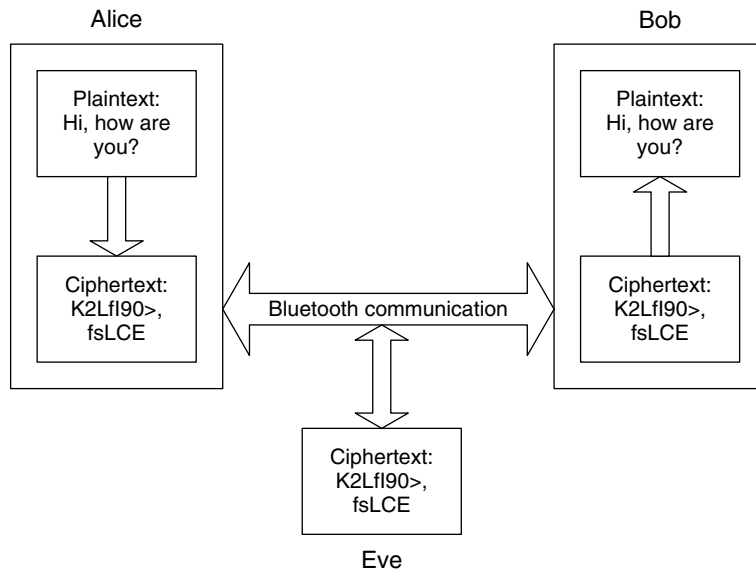 Alice
Bob
Plaintext:
Hi, how are
you?
Plaintext:
Hi, how are
you?
Ciphertext:
K2LfI90>,
fsLCE
Bluetooth communication
Ciphertext:
K2LfI90>,
fsLCE
Ciphertext:
K2LfI90>,
fsLCE
Eve